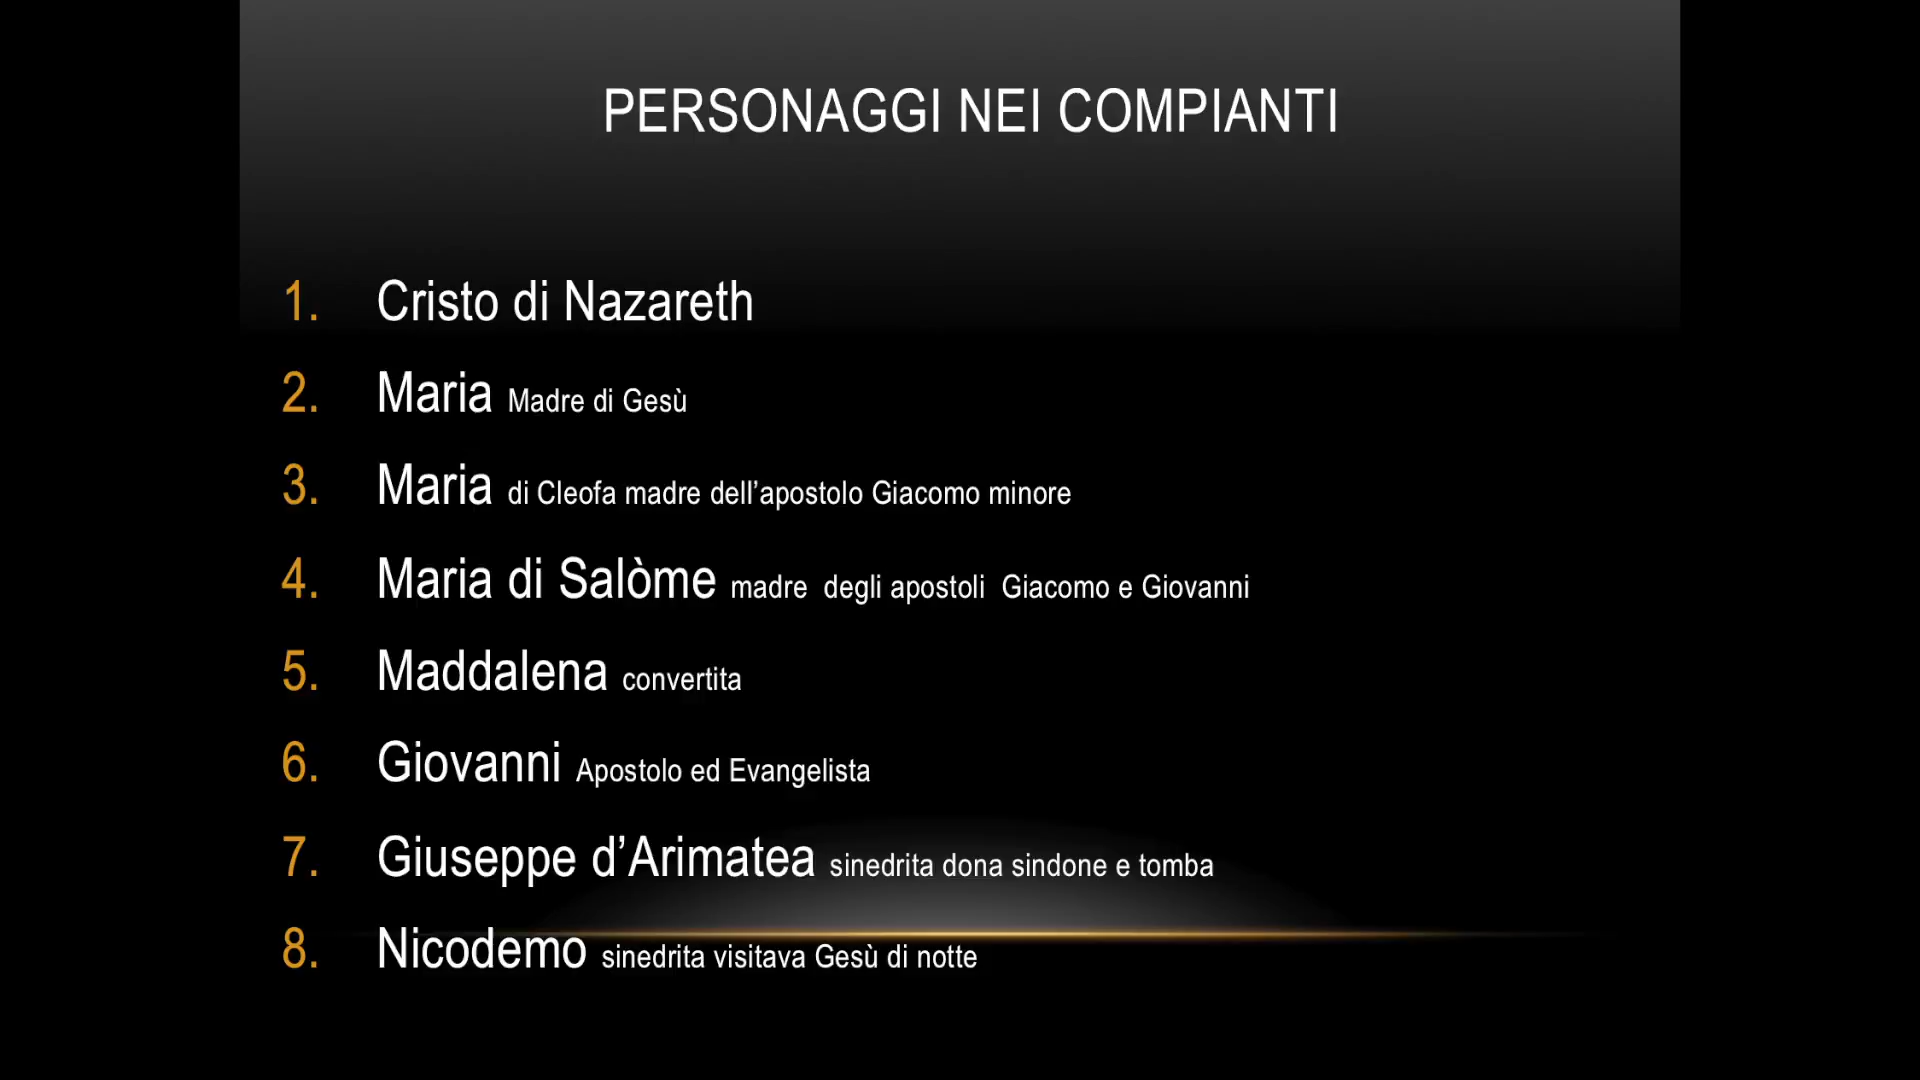 PERSONAGGI NEI COMPIANTI
1. Cristo di Nazareth
2. Maria Madre di Gesù
3. Maria di Cleofa madre dell’apostolo Giacomo minore
4. Maria di Salòme madre  degli apostoli  Giacomo e Giovanni
5. Maddalena convertita
6. Giovanni Apostolo ed Evangelista
7. Giuseppe d’Arimatea sinedrita dona sindone e tomba
8. Nicodemo sinedrita visitava Gesù di notte